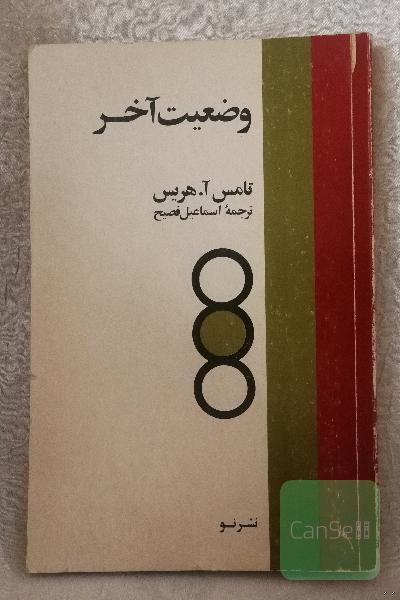 وضعیت آخر
تامس آ. هریس
ترجمهٔ اسماعیل فصیح
نشر نو
CanSell